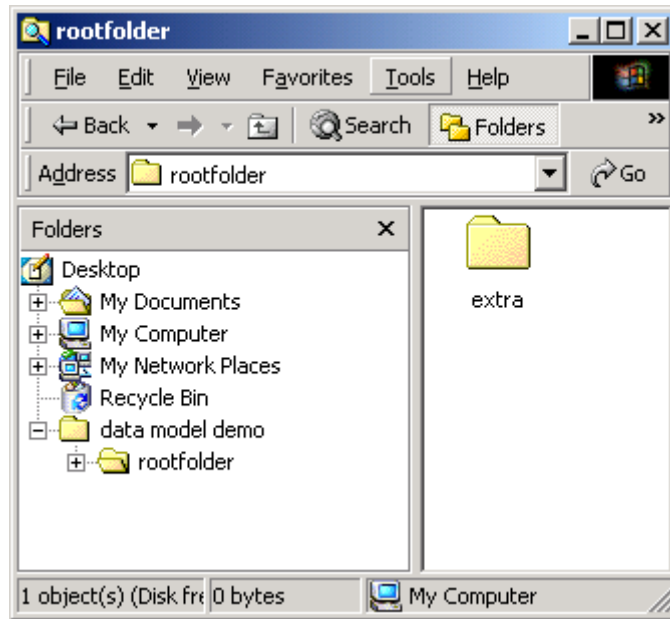 rootfolder
File Edit View Favorites Tools Help
Back Search Folders »
Address rootfolder Go
Folders
extra
Desktop
My Documents
My Computer
My Network Places
Recycle Bin
data model demo
rootfolder
1 object(s) (Disk fre 0 bytes My Computer